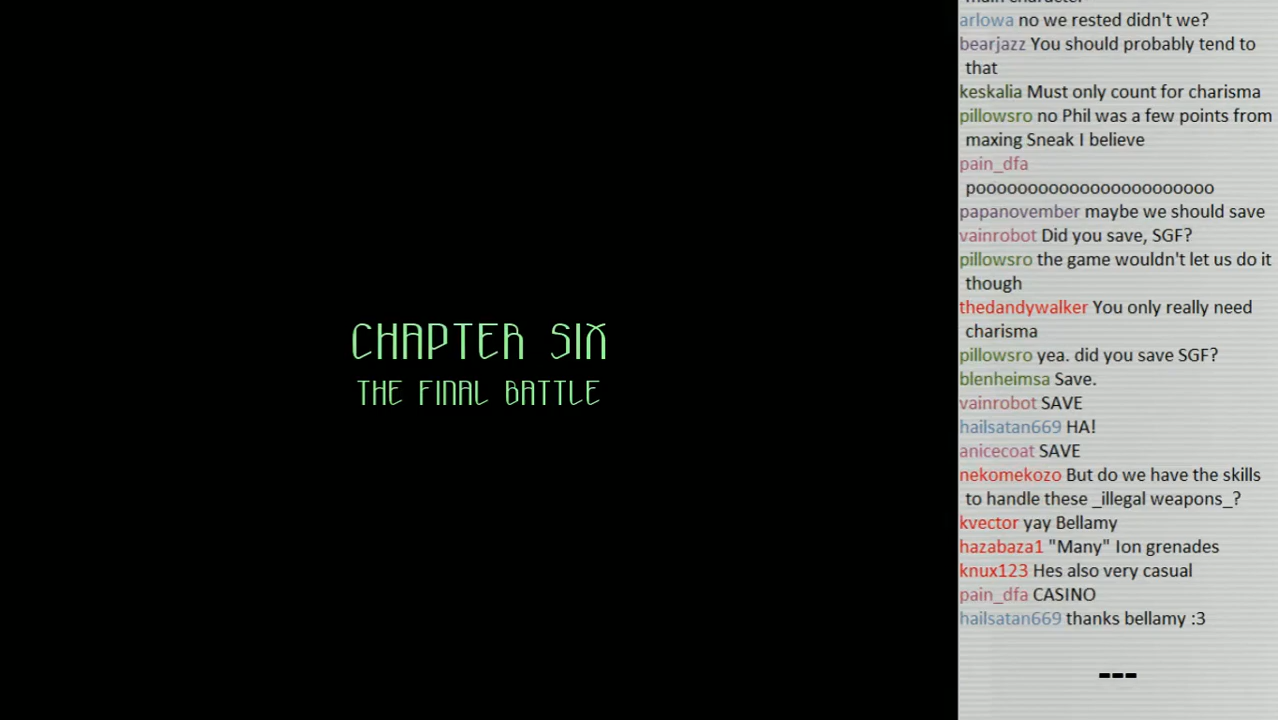 CHAPTER SIX
THE FINAL BATTLE
arlowa no we rested didn't we?
bearjazz You should probably tend to
that
keskalia Must only count for charisma
pillowsro no Phil was a few points from
maxing Sneak I believe
pain_dfa
pooooooooooooooooooooooo
papanovember maybe we should save
vainrobot Did you save, SGF?
pillowsro the game wouldn't let us do it
though
thedandywalker You only really need
charisma
pillowsro yea. did you save SGF?
blenheimsa Save.
vainrobot SAVE
hailsatan669 HA!
anicecoat SAVE
nekomekozo But do we have the skills
to handle these _illegal weapons_?
kvector yay Bellamy
hazabaza1 "Many" Ion grenades
knux123 Hes also very casual
pain_dfa CASINO
hailsatan669 thanks bellamy :3
---